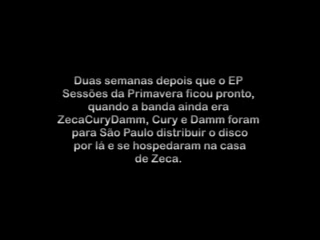 Duas semanas depois que o EP
Sessões da Primavera ficou pronto,
quando a banda ainda era
ZecaCuryDamm, Cury e Damm foram
para São Paulo distribuir o disco
por lá e se hospedaram na casa
de Zeca.